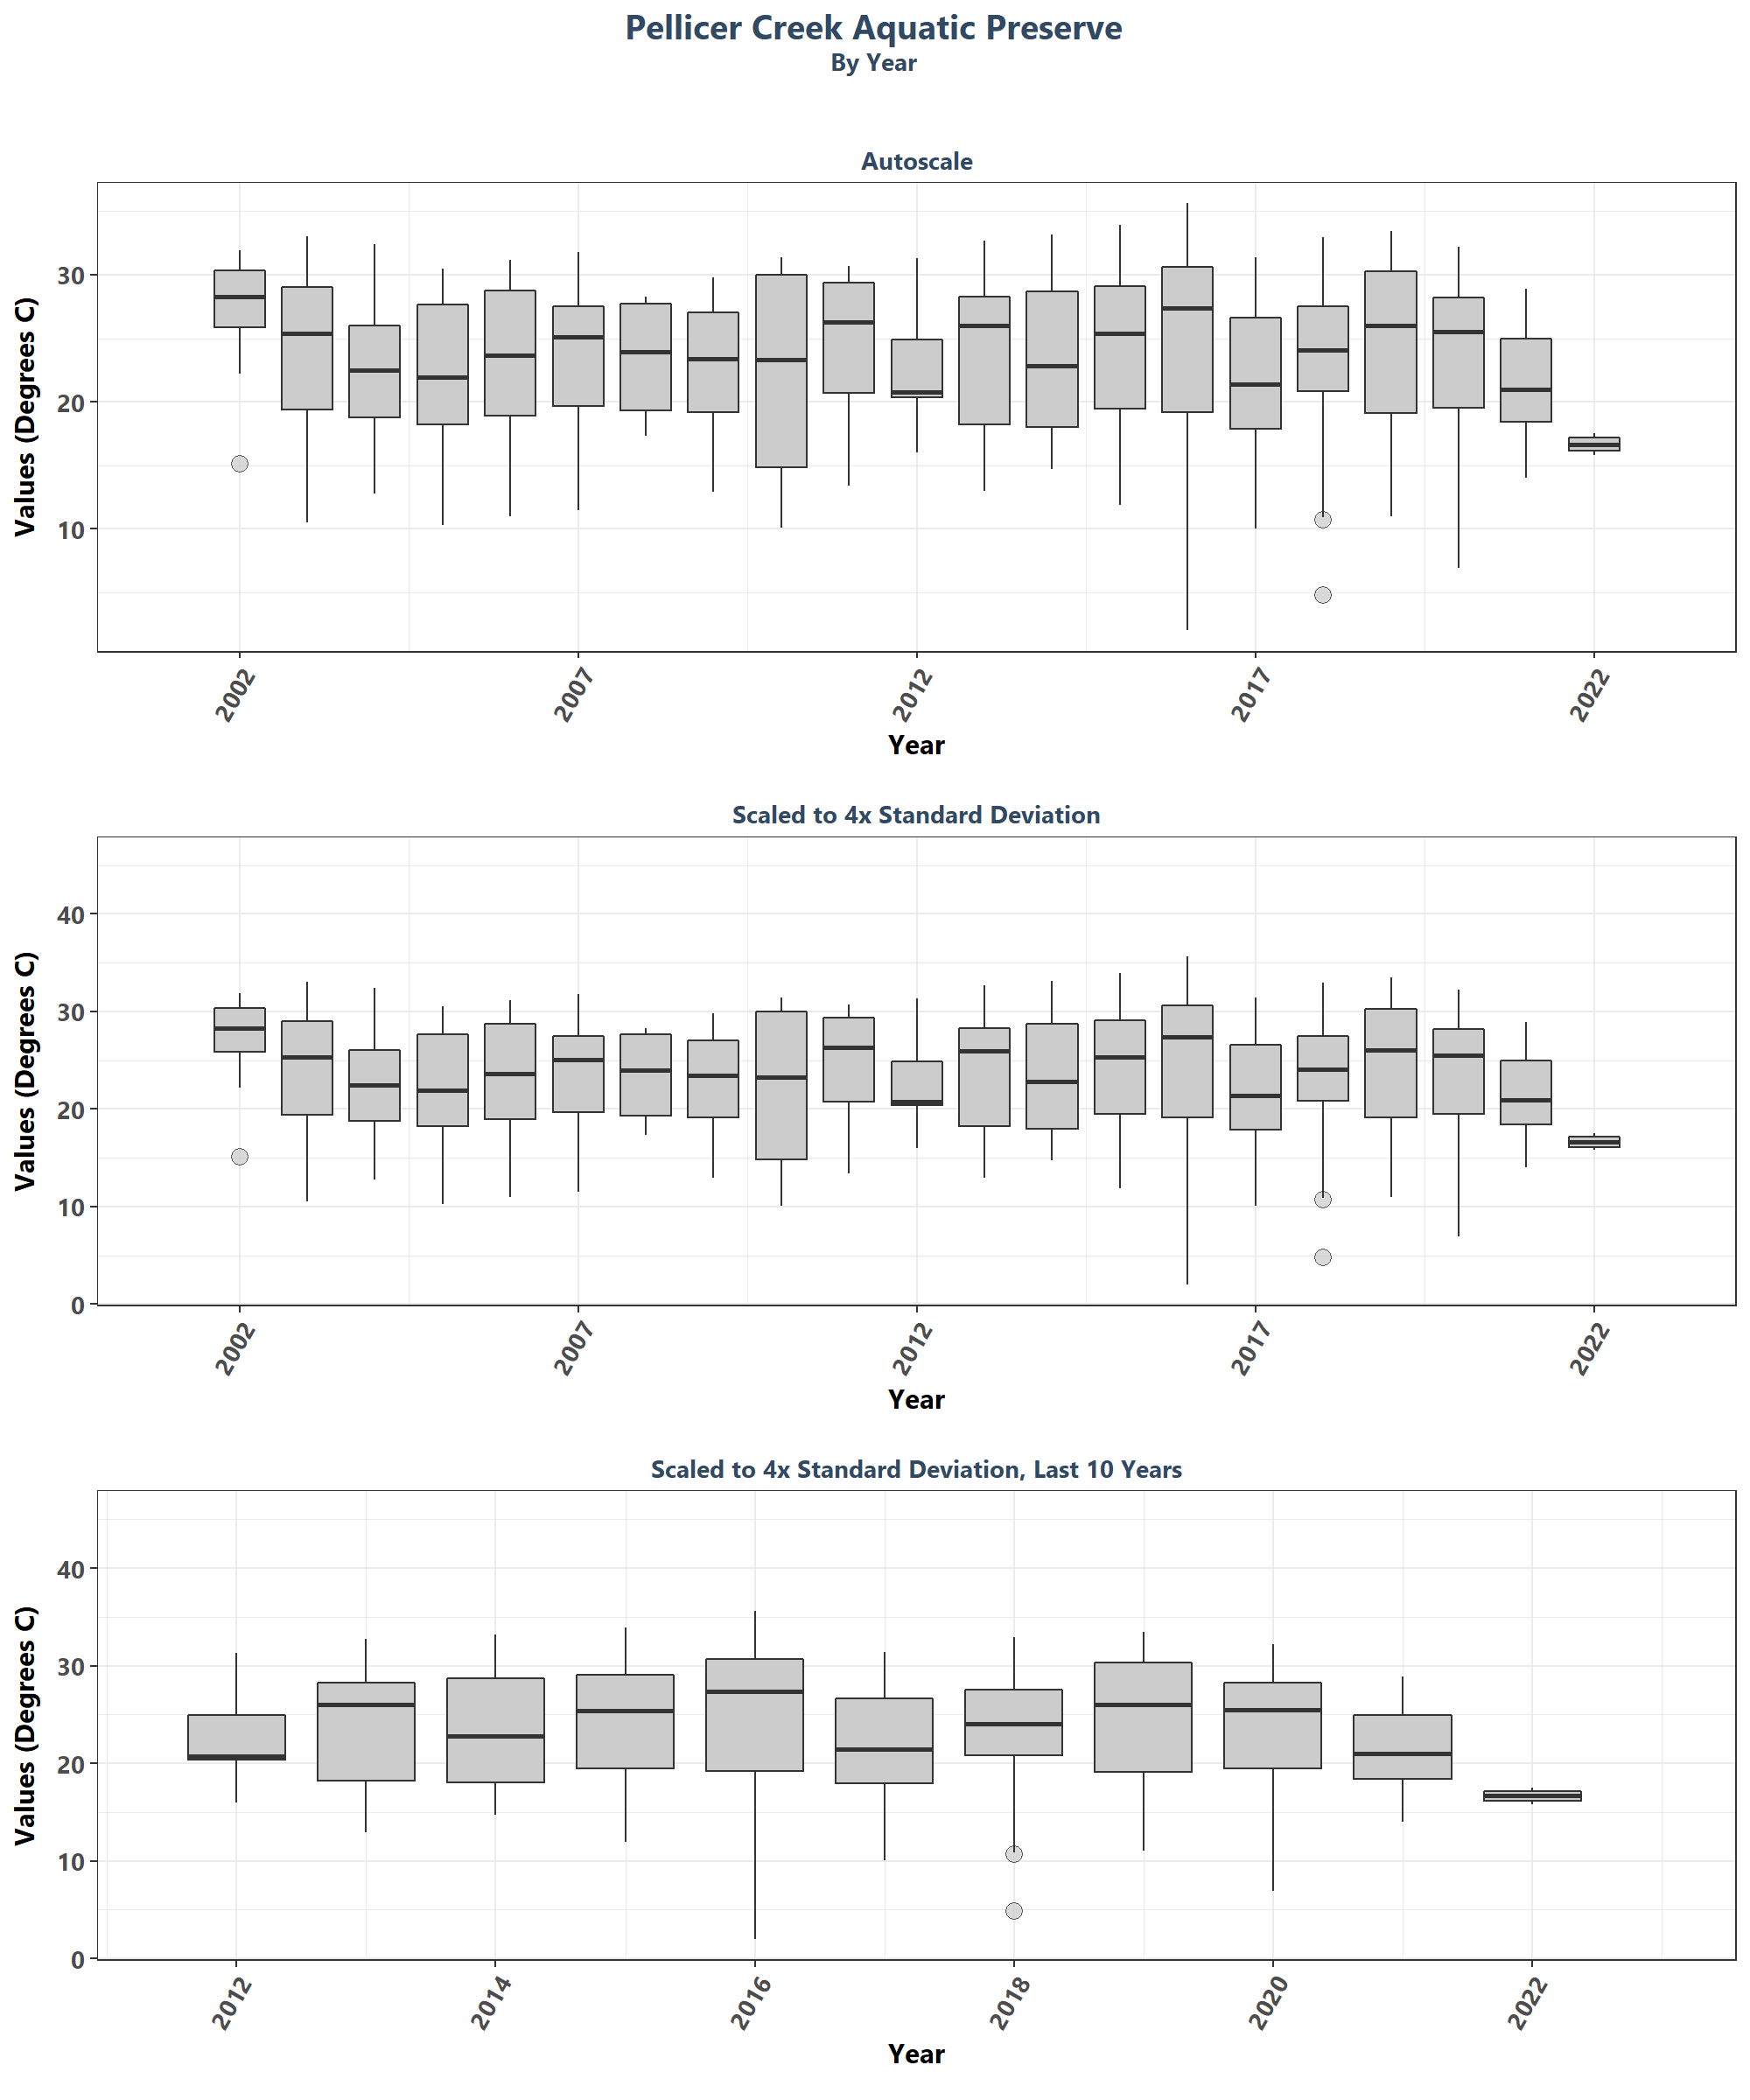 Pellicer Creek Aquatic Preserve
By Year
Autoscale
Values (Degrees C)
30
20
10
2002
2007
2012
2017
2022
Year
Scaled to 4x Standard Deviation
Values (Degrees C)
40
30
20
10
0
2002
2007
2012
2017
2022
Year
Scaled to 4x Standard Deviation, Last 10 Years
Values (Degrees C)
40
30
20
10
0
2012
2014
2016
2018
2020
2022
Year